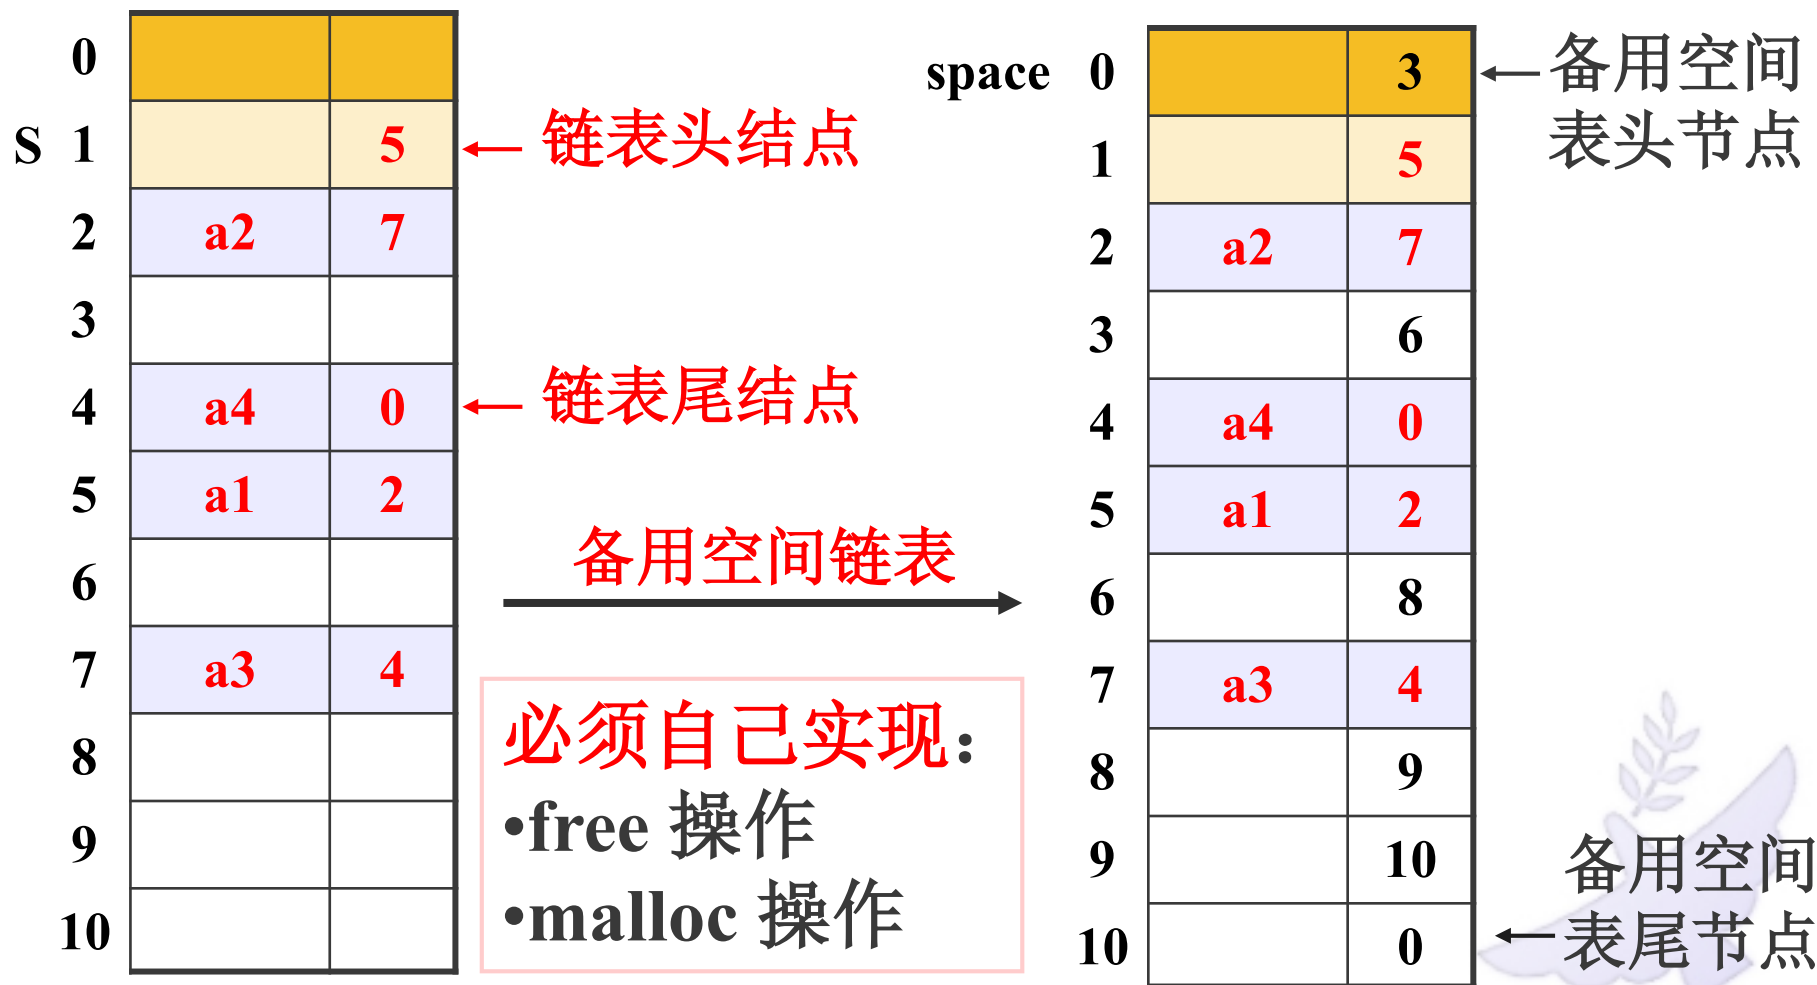 0
S 1 5 链表头结点
2 a2 7
3
4 a4 0 链表尾结点
5 a1 2
6
7 a3 4
8
9
10
备用空间链表
必须自己实现：
•free 操作
•malloc 操作
space 0 3 备用空间
表头节点
1 5
2 a2 7
3 6
4 a4 0
5 a1 2
6 8
7 a3 4
8 9
9 10
10 0
备用空间
表尾节点